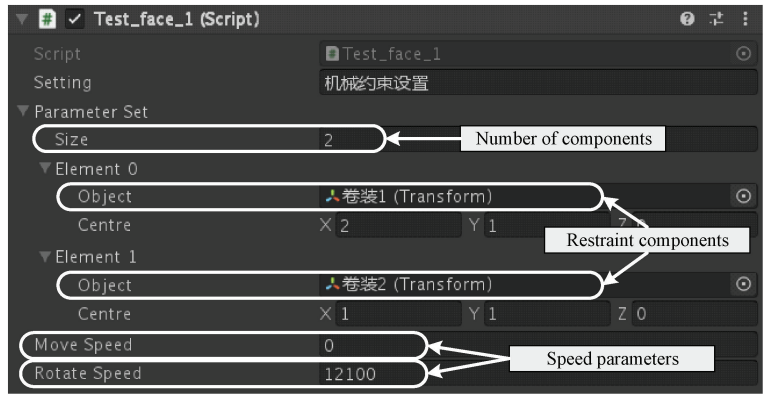 Test_face_1 (Script)
Script Test_face_1
Setting 机械约束设置
Parameter Set
Size 2 Number of components
Element 0
Object 卷装1 (Transform)
Centre X 2 Y 1 Z
Restraint components
Element 1
Object 卷装2 (Transform)
Centre X 1 Y 1 Z 0
Move Speed 0
Speed parameters
Rotate Speed 12100